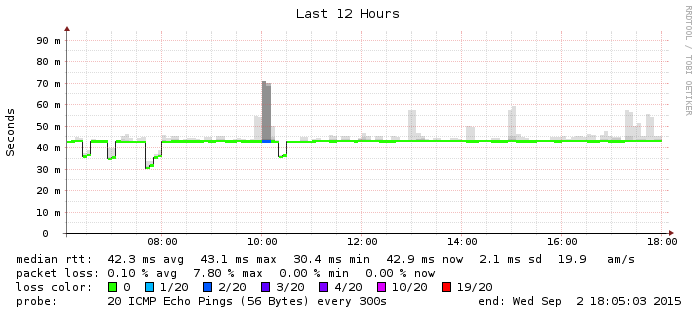 Last 12 Hours
RRDTOOL / TOBI OETIKER
Seconds
90 m
80 m
70 m
60 m
50 m
40 m
30 m
20 m
10 m
0
08:00 10:00 12:00 14:00 16:00 18:00
median rtt: 42.3 ms avg 43.1 ms max 30.4 ms min 42.9 ms now 2.1 ms sd 19.9 am/s
packet loss: 0.10 % avg 7.80 % max 0.00 % min 0.00 % now
loss color: 0 1/20 2/20 3/20 4/20 10/20 19/20
probe: 20 ICMP Echo Pings (56 Bytes) every 300s end: Wed Sep 2 18:05:03 2015